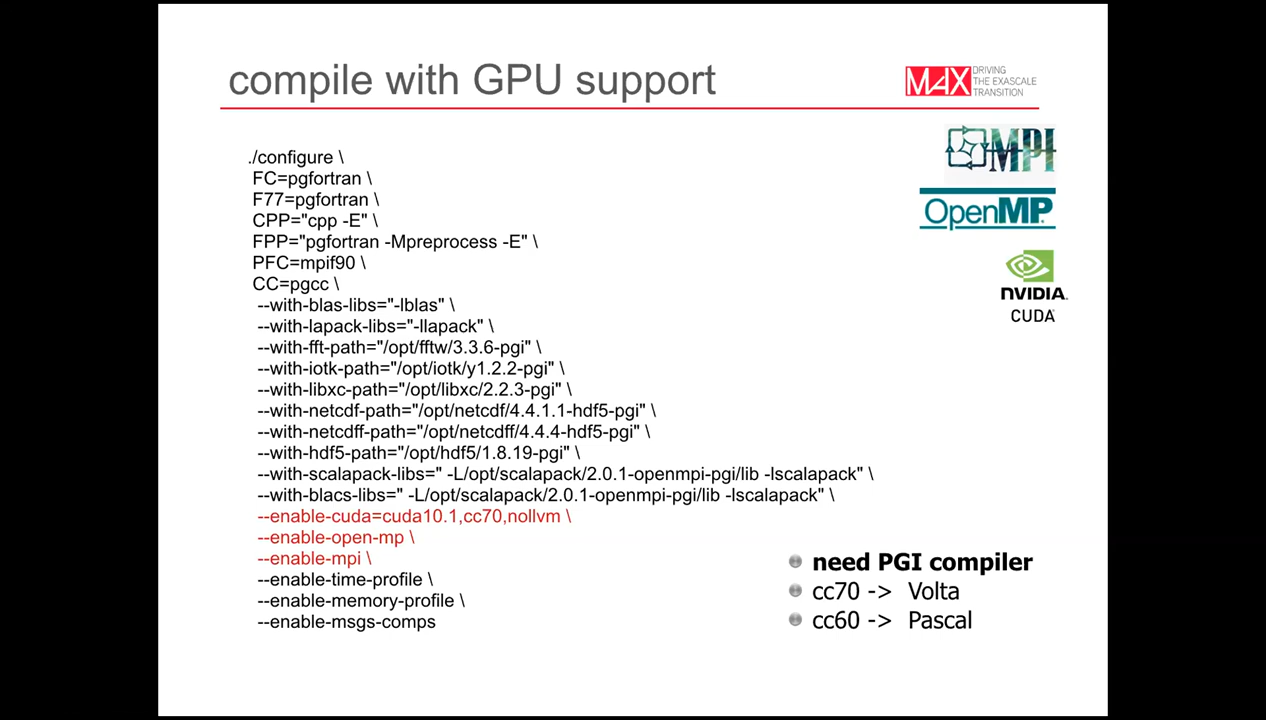 compile with GPU support
MAX DRIVING
THE EXASCALE
TRANSITION
MPI
OpenMP
NVIDIA.
CUDA
./configure \
FC=pgfortran \
F77=pgfortran \
CPP="cpp -E" \
FPP="pgfortran -Mpreprocess -E" \
PFC=mpif90 \
CC=pgcc \
--with-blas-libs="-lblas" \
--with-lapack-libs="-llapack" \
--with-fft-path="/opt/fftw/3.3.6-pgi" \
--with-iotk-path="/opt/iotk/y1.2.2-pgi" \
--with-libxc-path="/opt/libxc/2.2.3-pgi" \
--with-netcdf-path="/opt/netcdf/4.4.1.1-hdf5-pgi" \
--with-netcdff-path="/opt/netcdff/4.4.4-hdf5-pgi" \
--with-hdf5-path="/opt/hdf5/1.8.19-pgi" \
--with-scalapack-libs=" -L/opt/scalapack/2.0.1-openmpi-pgi/lib -lscalapack" \
--with-blacs-libs=" -L/opt/scalapack/2.0.1-openmpi-pgi/lib -lscalapack" \
--enable-cuda=cuda10.1,cc70,nollvm \
--enable-open-mp \
--enable-mpi \
--enable-time-profile \
--enable-memory-profile \
--enable-msgs-comps
need PGI compiler
cc70 -> Volta
cc60 -> Pascal